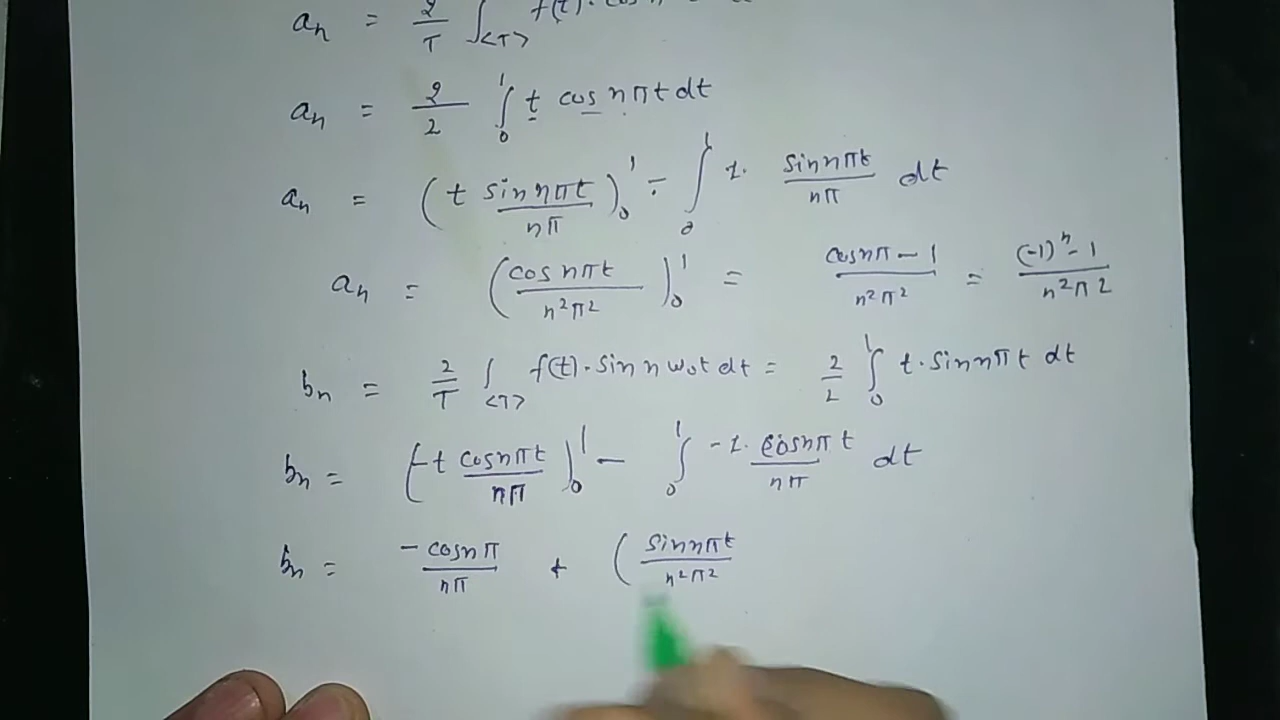 an = 2/T ∫<T> f(t).
an = 2/2 ∫₀¹ t cos nπt dt
an = (t sin nπt/nπ)₀¹ - ∫₀¹ 1. sin nπt/nπ dt
an = (cos nπt/n²π²)₀¹ = cos nπ - 1/n²π² = (-1)ⁿ - 1/n²π²
bn = 2/T ∫<T> f(t). sin n ω₀t dt = 2/2 ∫₀¹ t. sin nπt dt
bn = (-t cos nπt/nπ)₀¹ - ∫₀¹ -1. cos nπt/nπ dt
bn = -cos nπ/nπ + (sin nπt/n²π²